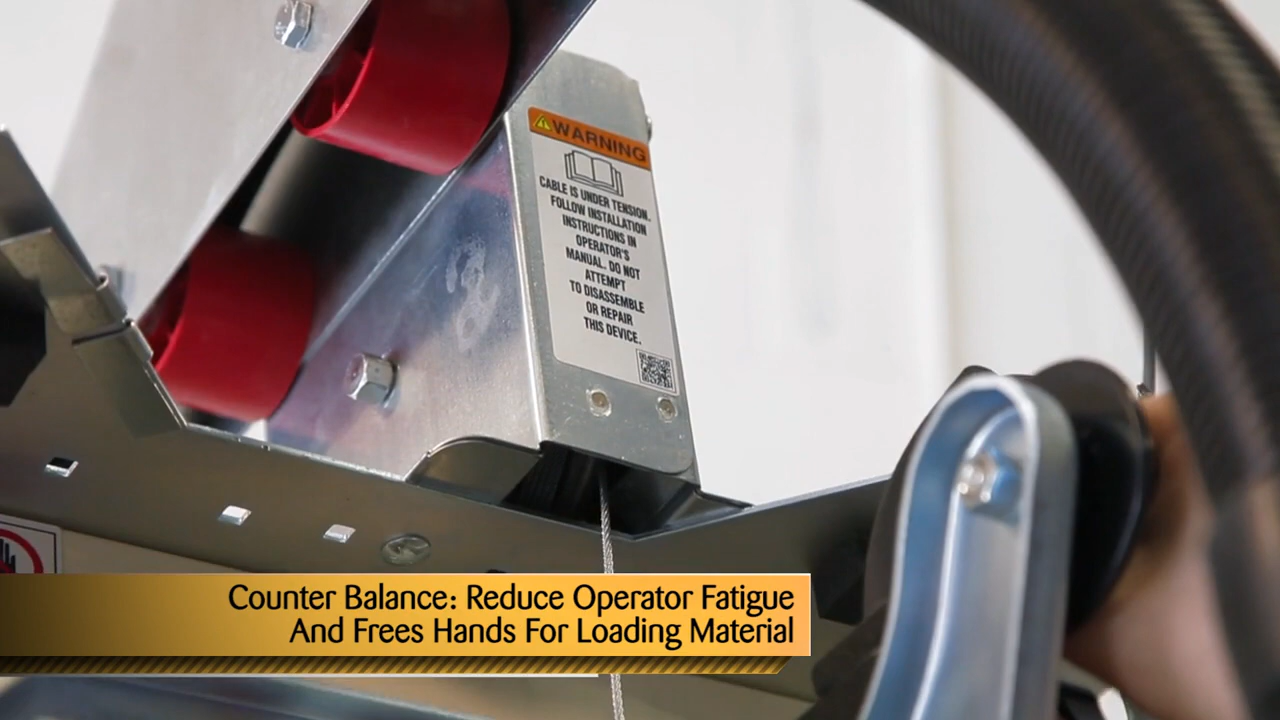 WARNING
CABLE IS UNDER TENSION.
FOLLOW INSTALLATION
INSTRUCTIONS IN
OPERATOR'S
MANUAL. DO NOT
ATTEMPT
TO DISASSEMBLE
OR REPAIR
THIS DEVICE.
Counter Balance: Reduce Operator Fatigue
And Frees Hands For Loading Material